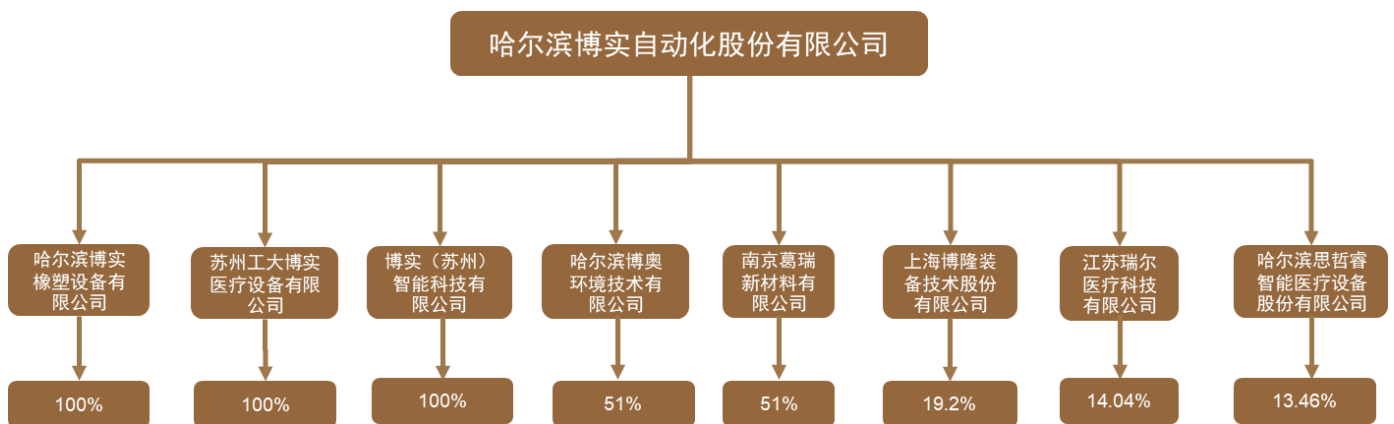 哈尔滨博实自动化股份有限公司
哈尔滨博实
橡塑设备有
限公司
苏州工大博实
医疗设备有限
公司
博实（苏州）
智能科技有
限公司
哈尔滨博奥
环境技术有
限公司
南京葛瑞
新材料有
限公司
上海博隆装
备技术股份
有限公司
江苏瑞尔
医疗科技
有限公司
哈尔滨思哲睿
智能医疗设备
股份有限公司
100%
100%
100%
51%
51%
19.2%
14.04%
13.46%